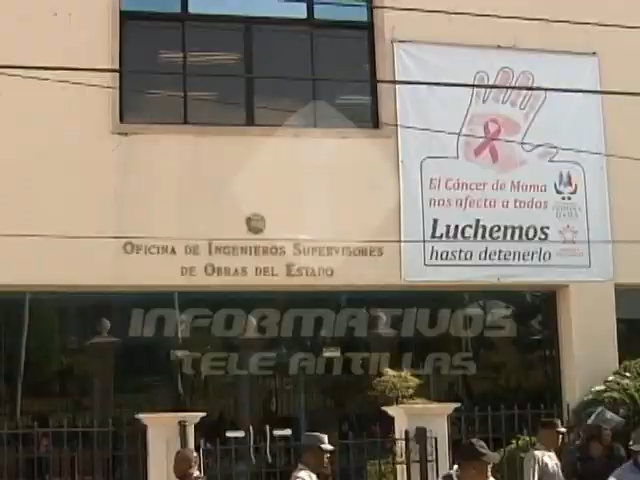 El Cáncer de Mama
nos afecta a todas
Luchemos
hasta detenerlo
OFICINA DE INGENIEROS SUPERVISORES
DE OBRAS DEL ESTADO
INFORMATIVOS
TELE ANTILLAS